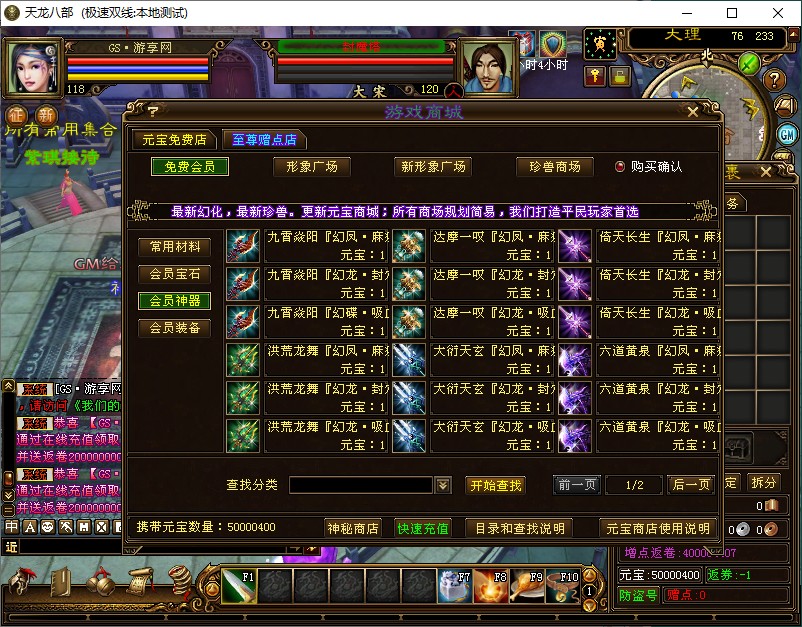 天龙八部 (极速双线:本地测试)
GS·游享网
118
大宋
120
时4小时
大理 76 233
北
GM
征 新
所有常用集合
GM给
游戏商城
元宝免费店 至尊赠点店
免费会员 形象广场 新形象广场 珍兽商场 购买确认
最新幻化，最新珍兽。更新元宝商城；所有商场规划简易，我们打造平民玩家首选
常用材料
会员宝石
会员神器
会员装备
九霄焱阳『幻凤·麻 达摩一叹『幻凤·麻 倚天长生『幻凤·麻
元宝：1 元宝：1 元宝：1
九霄焱阳『幻龙·封 达摩一叹『幻龙·封 倚天长生『幻龙·封
元宝：1 元宝：1 元宝：1
九霄焱阳『幻蝶·吸 达摩一叹『幻龙·吸 倚天长生『幻龙·吸
元宝：1 元宝：1 元宝：1
洪荒龙舞『幻凤·麻 大衍天玄『幻凤·麻 六道黄泉『幻凤·麻
元宝：1 元宝：1 元宝：1
洪荒龙舞『幻龙·封 大衍天玄『幻龙·封 六道黄泉『幻龙·封
元宝：1 元宝：1 元宝：1
洪荒龙舞『幻龙·吸 大衍天玄『幻龙·吸 六道黄泉『幻龙·吸
元宝：1 元宝：1 元宝：1
查找分类 开始查找 前一页 1/2 后一页
携带元宝数量：50000400 神秘商店 快速充值 目录和查找说明 元宝商店使用说明
系统 [GS·游享网
，请访问《我们的
系统 恭喜 【GS·
通过在线充值领取
并送返卷200000000
系统 恭喜 【GS·
通过在线充值领取
并送返卷200000000
近
务
定 拆分
0
0 0
元宝:50000400 返券:-1
防盗号 赠点:0
F1 F7 F8 F9 F10 1